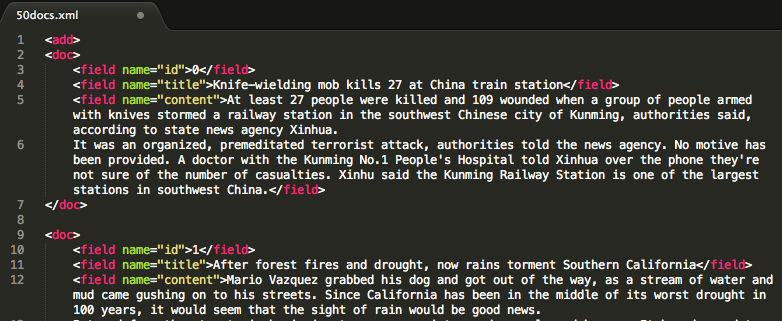 50docs.xml
1 <add>
2 <doc>
3 <field name="id">0</field>
4 <field name="title">Knife-wielding mob kills 27 at China train station</field>
5 <field name="content">At least 27 people were killed and 109 wounded when a group of people armed
with knives stormed a railway station in the southwest Chinese city of Kunming, authorities said,
according to state news agency Xinhua.
6 It was an organized, premeditated terrorist attack, authorities told the news agency. No motive has
been provided. A doctor with the Kunming No.1 People's Hospital told Xinhua over the phone they're
not sure of the number of casualties. Xinhu said the Kunming Railway Station is one of the largest
stations in southwest China.</field>
7 </doc>
8
9 <doc>
10 <field name="id">1</field>
11 <field name="title">After forest fires and drought, now rains torment Southern California</field>
12 <field name="content">Mario Vazquez grabbed his dog and got out of the way, as a stream of water and
mud came gushing on to his streets. Since California has been in the middle of its worst drought in
100 years, it would seem that the sight of rain would be good news.